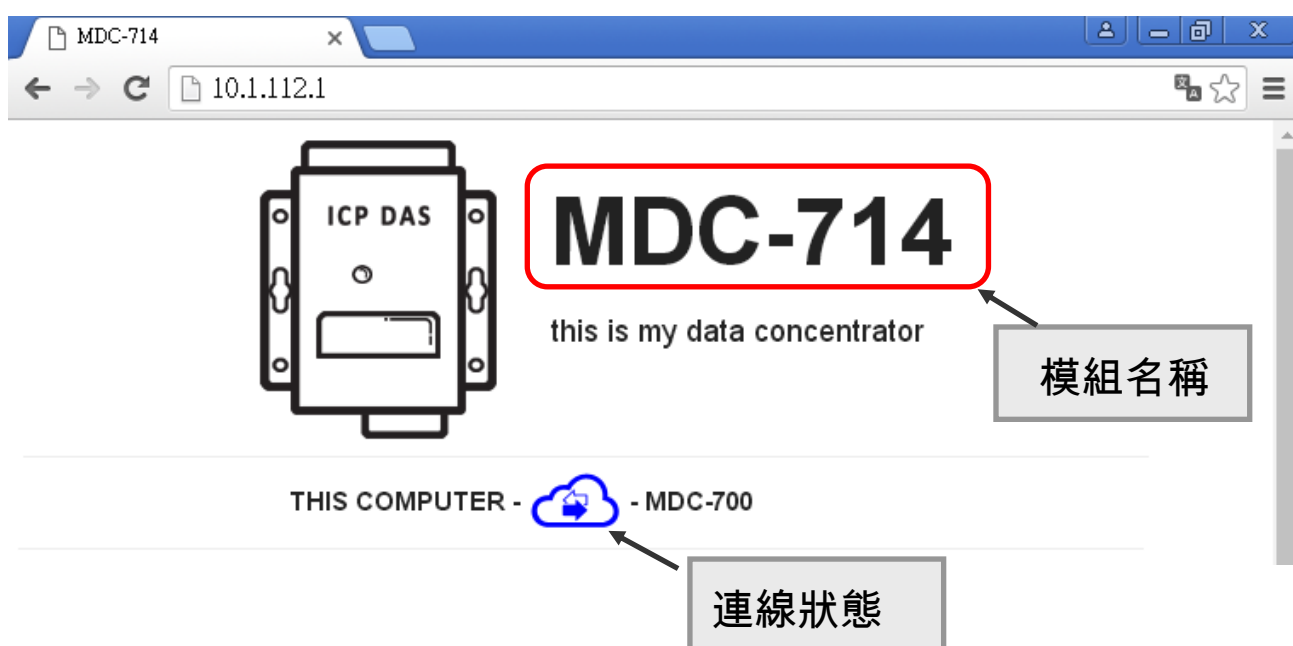 MDC-714
10.1.112.1
ICP DAS
MDC-714
this is my data concentrator
模組名稱
THIS COMPUTER - - MDC-700
連線狀態